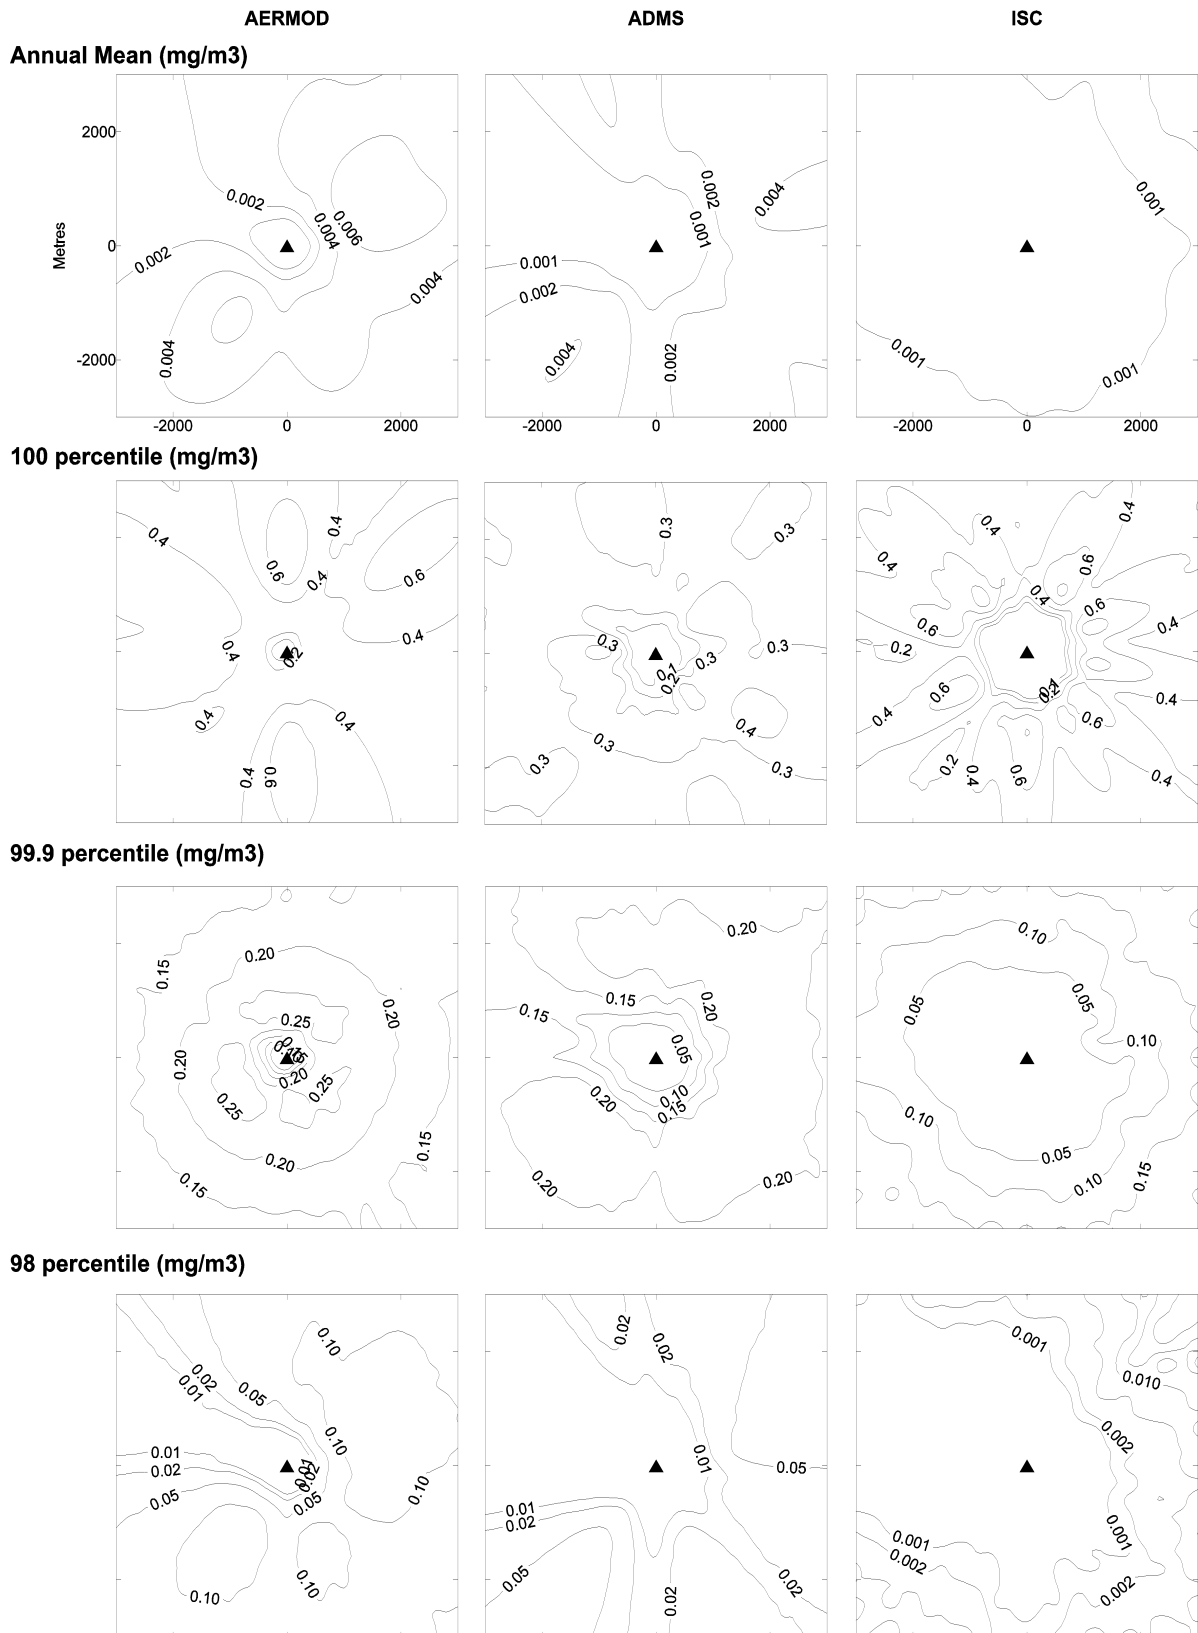 AERMOD ADMS ISC
Annual Mean (mg/m3)
2000
0.002 0.004 0.006 0.002 0.004 0.001
0.001
Metres
0
0.002 0.004 0.001
0.002
-2000
0.004 0.004 0.002 0.001 0.001
-2000 0 2000 -2000 0 2000 -2000 0 2000
100 percentile (mg/m3)
0.4 0.4 0.3 0.3 0.4 0.4
0.6 0.4 0.6 0.4 0.6
0.4 0.6 0.6 0.4
0.4 0.2 0.4 0.3 0.3 0.3 0.2
0.1 0.2 0.6 0.1 0.2 0.4
0.4 0.4 0.3 0.4 0.4 0.6
0.4 0.6 0.3 0.3 0.2 0.4 0.6 0.4
99.9 percentile (mg/m3)
0.15 0.20 0.20 0.10
0.25 0.20 0.15 0.15 0.20 0.05 0.05
0.20 0.15 0.05 0.10
0.20 0.25 0.25 0.20 0.10 0.15 0.10
0.15 0.20 0.15 0.20 0.20 0.05 0.10 0.15
98 percentile (mg/m3)
0.10 0.02 0.02 0.001
0.02 0.01 0.05 0.010
0.10 0.002
0.01 0.01 0.02 0.01 0.05
0.02 0.10
0.05 0.05 0.01 0.02 0.001 0.001
0.002
0.10 0.10 0.05 0.02 0.02 0.002